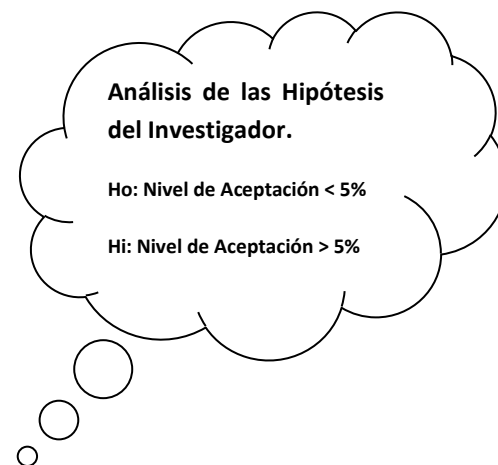 Análisis de las Hipótesis
del Investigador.
Ho: Nivel de Aceptación < 5%
Hi: Nivel de Aceptación > 5%